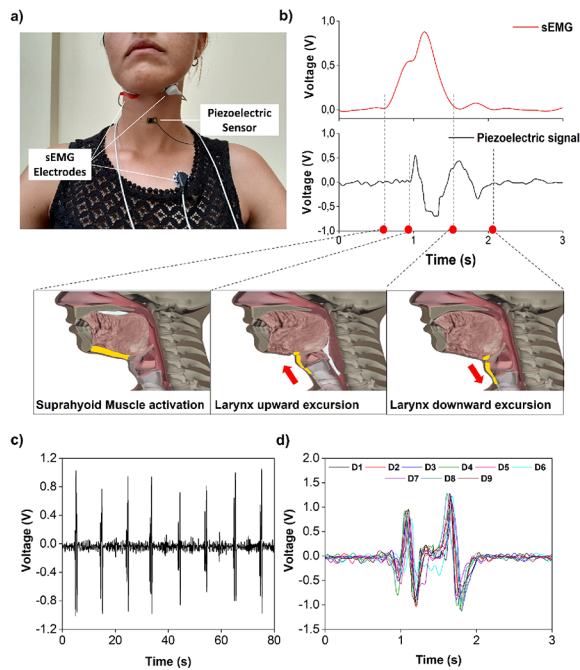 a)
Piezoelectric
Sensor
sEMG
Electrodes
b)
sEMG
Voltage (V)
1.0
0.5
0.0
Piezoelectric signal
Voltage (V)
1.0
0.5
0.0
-0.5
-1.0
0 1 2 3
Time (s)
Suprahyoid Muscle activation
Larynx upward excursion
Larynx downward excursion
c)
Voltage (V)
1.2
0.8
0.4
0.0
-0.4
-0.8
-1.2
0 20 40 60 80
Time (s)
d)
D1 D2 D3 D4 D5 D6
D7 D8 D9
Voltage (V)
2.0
1.5
1.0
0.5
0.0
-0.5
-1.0
-1.5
0 1 2 3
Time (s)